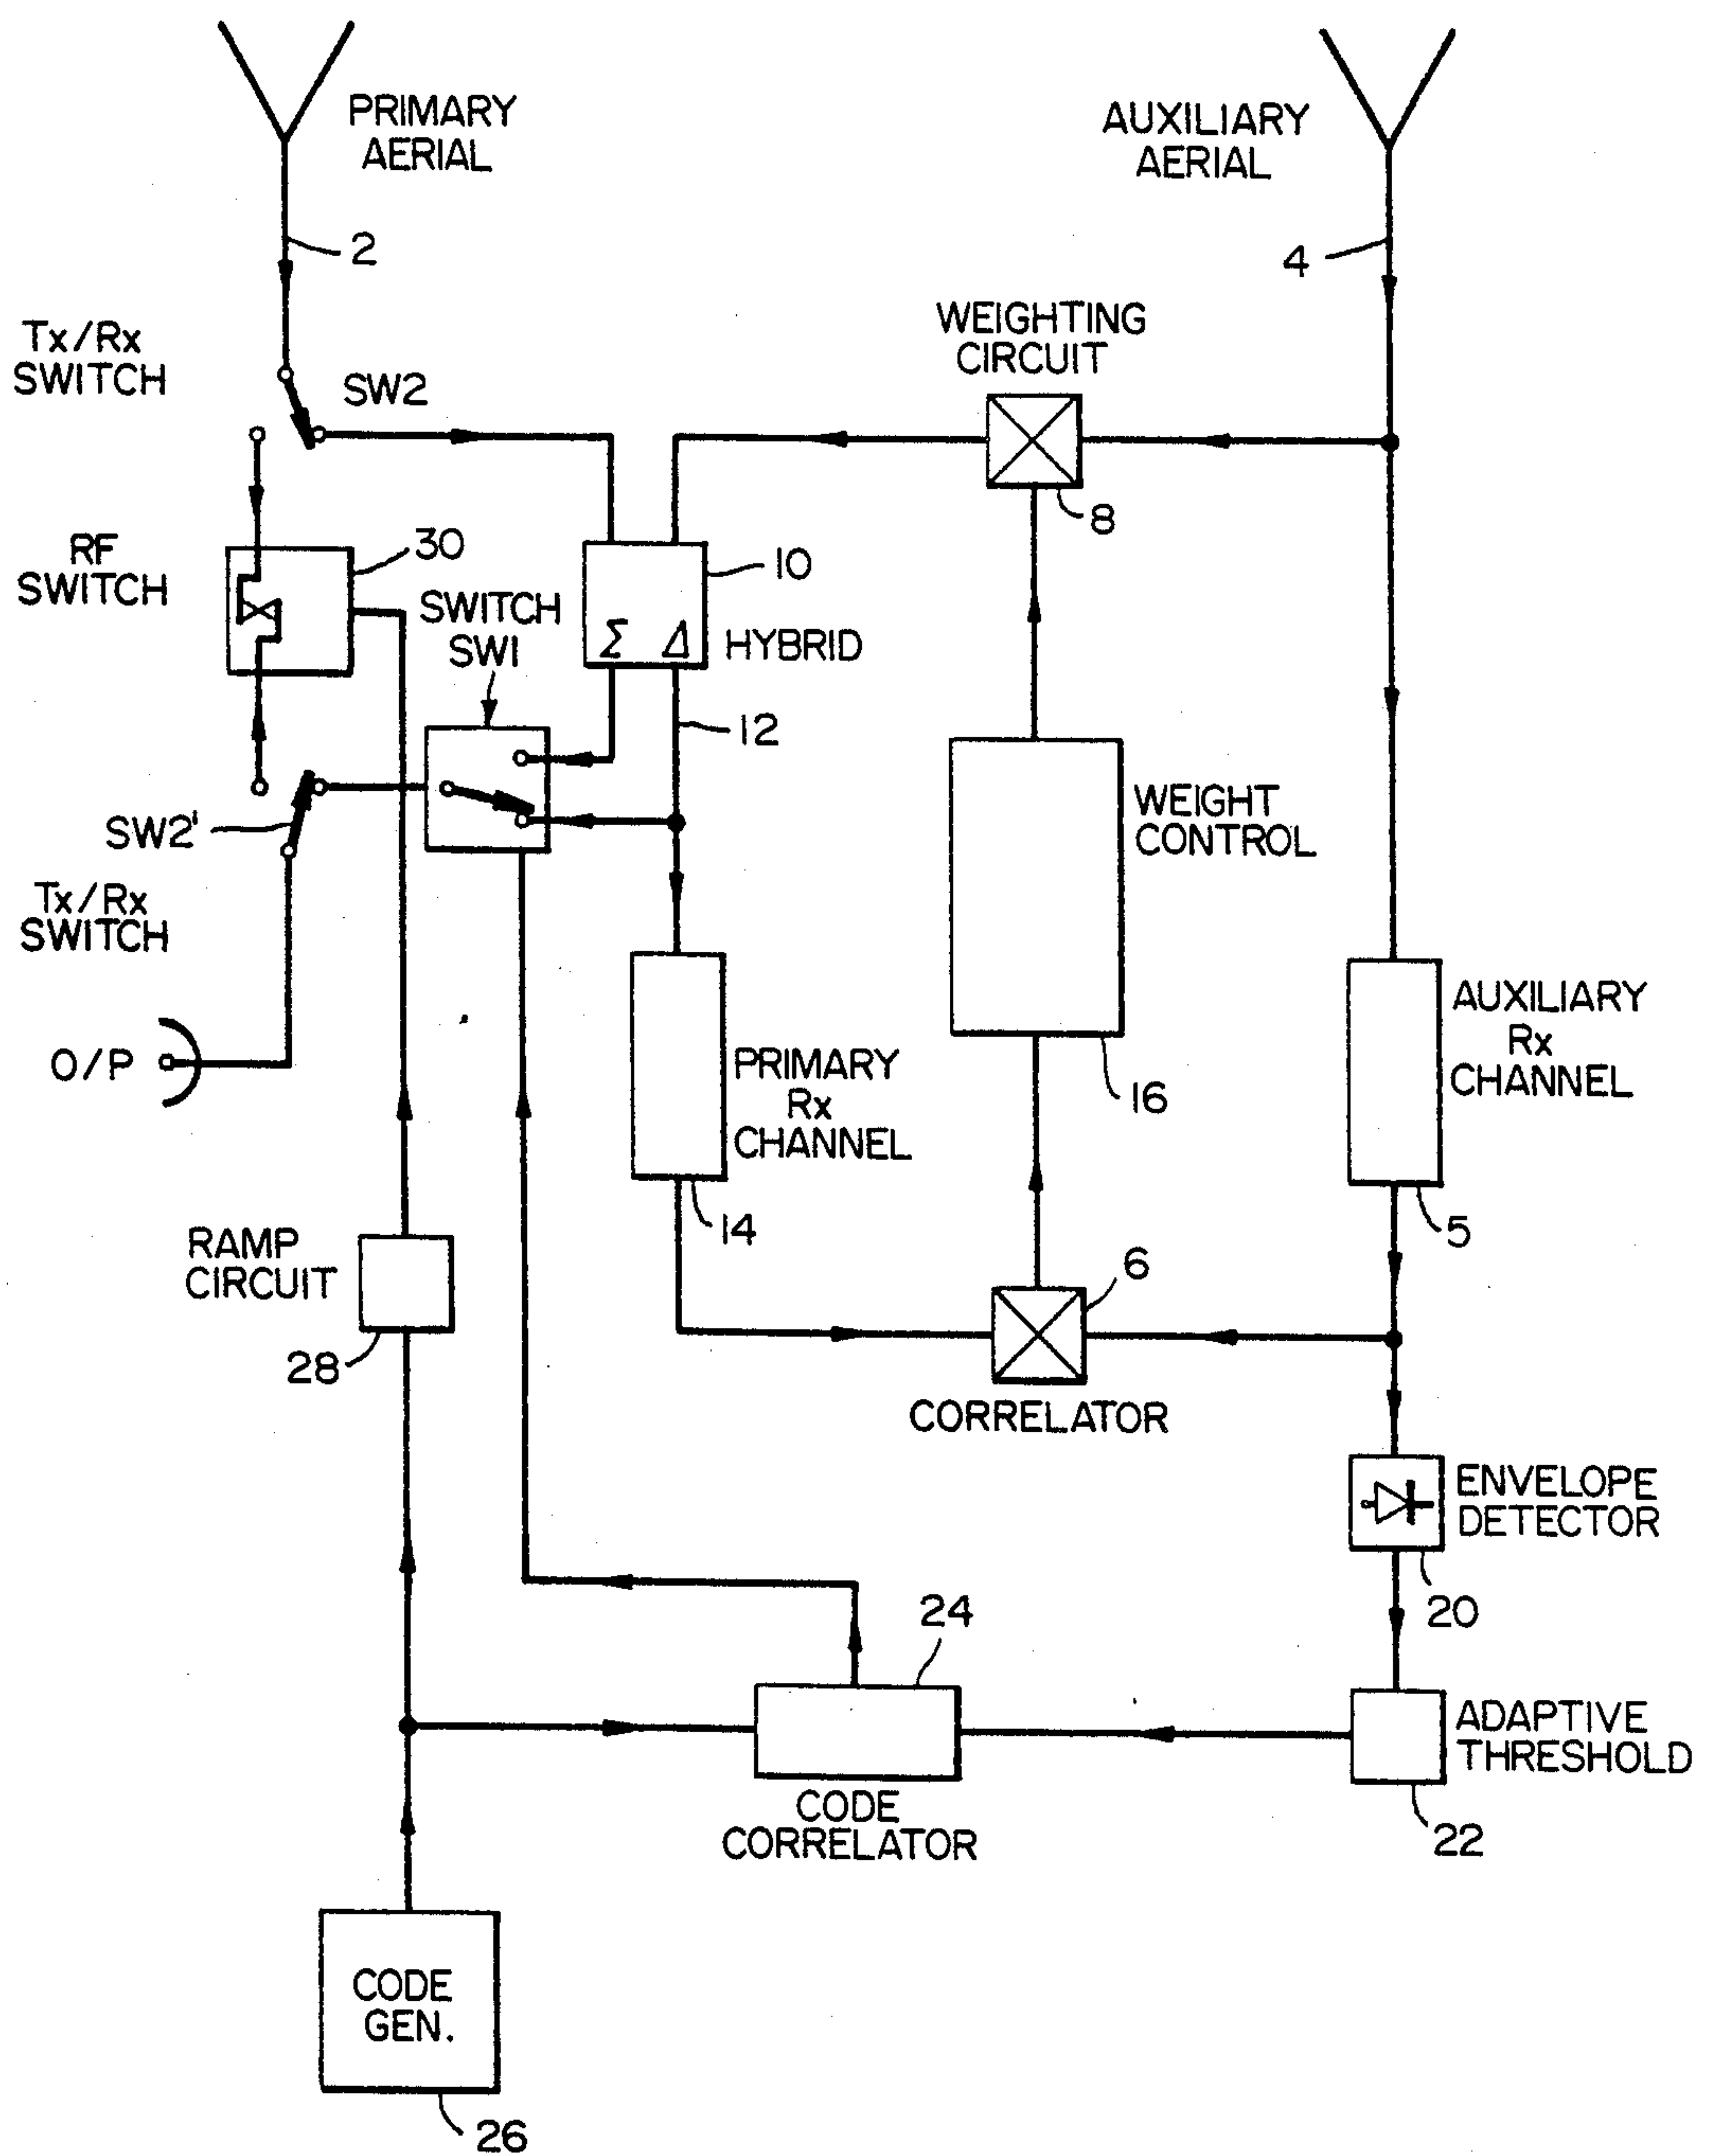 PRIMARY
AERIAL
AUXILIARY
AERIAL
2
4
Tx/Rx
SWITCH
SW2
WEIGHTING
CIRCUIT
8
RF
SWITCH
30
10
SWITCH
SW1
Σ Δ
HYBRID
12
SW2'
WEIGHT
CONTROL
Tx/Rx
SWITCH
O/P
PRIMARY
Rx
CHANNEL
16
AUXILIARY
Rx
CHANNEL
14
5
RAMP
CIRCUIT
28
6
CORRELATOR
ENVELOPE
DETECTOR
20
24
ADAPTIVE
THRESHOLD
22
CODE
CORRELATOR
CODE
GEN.
26